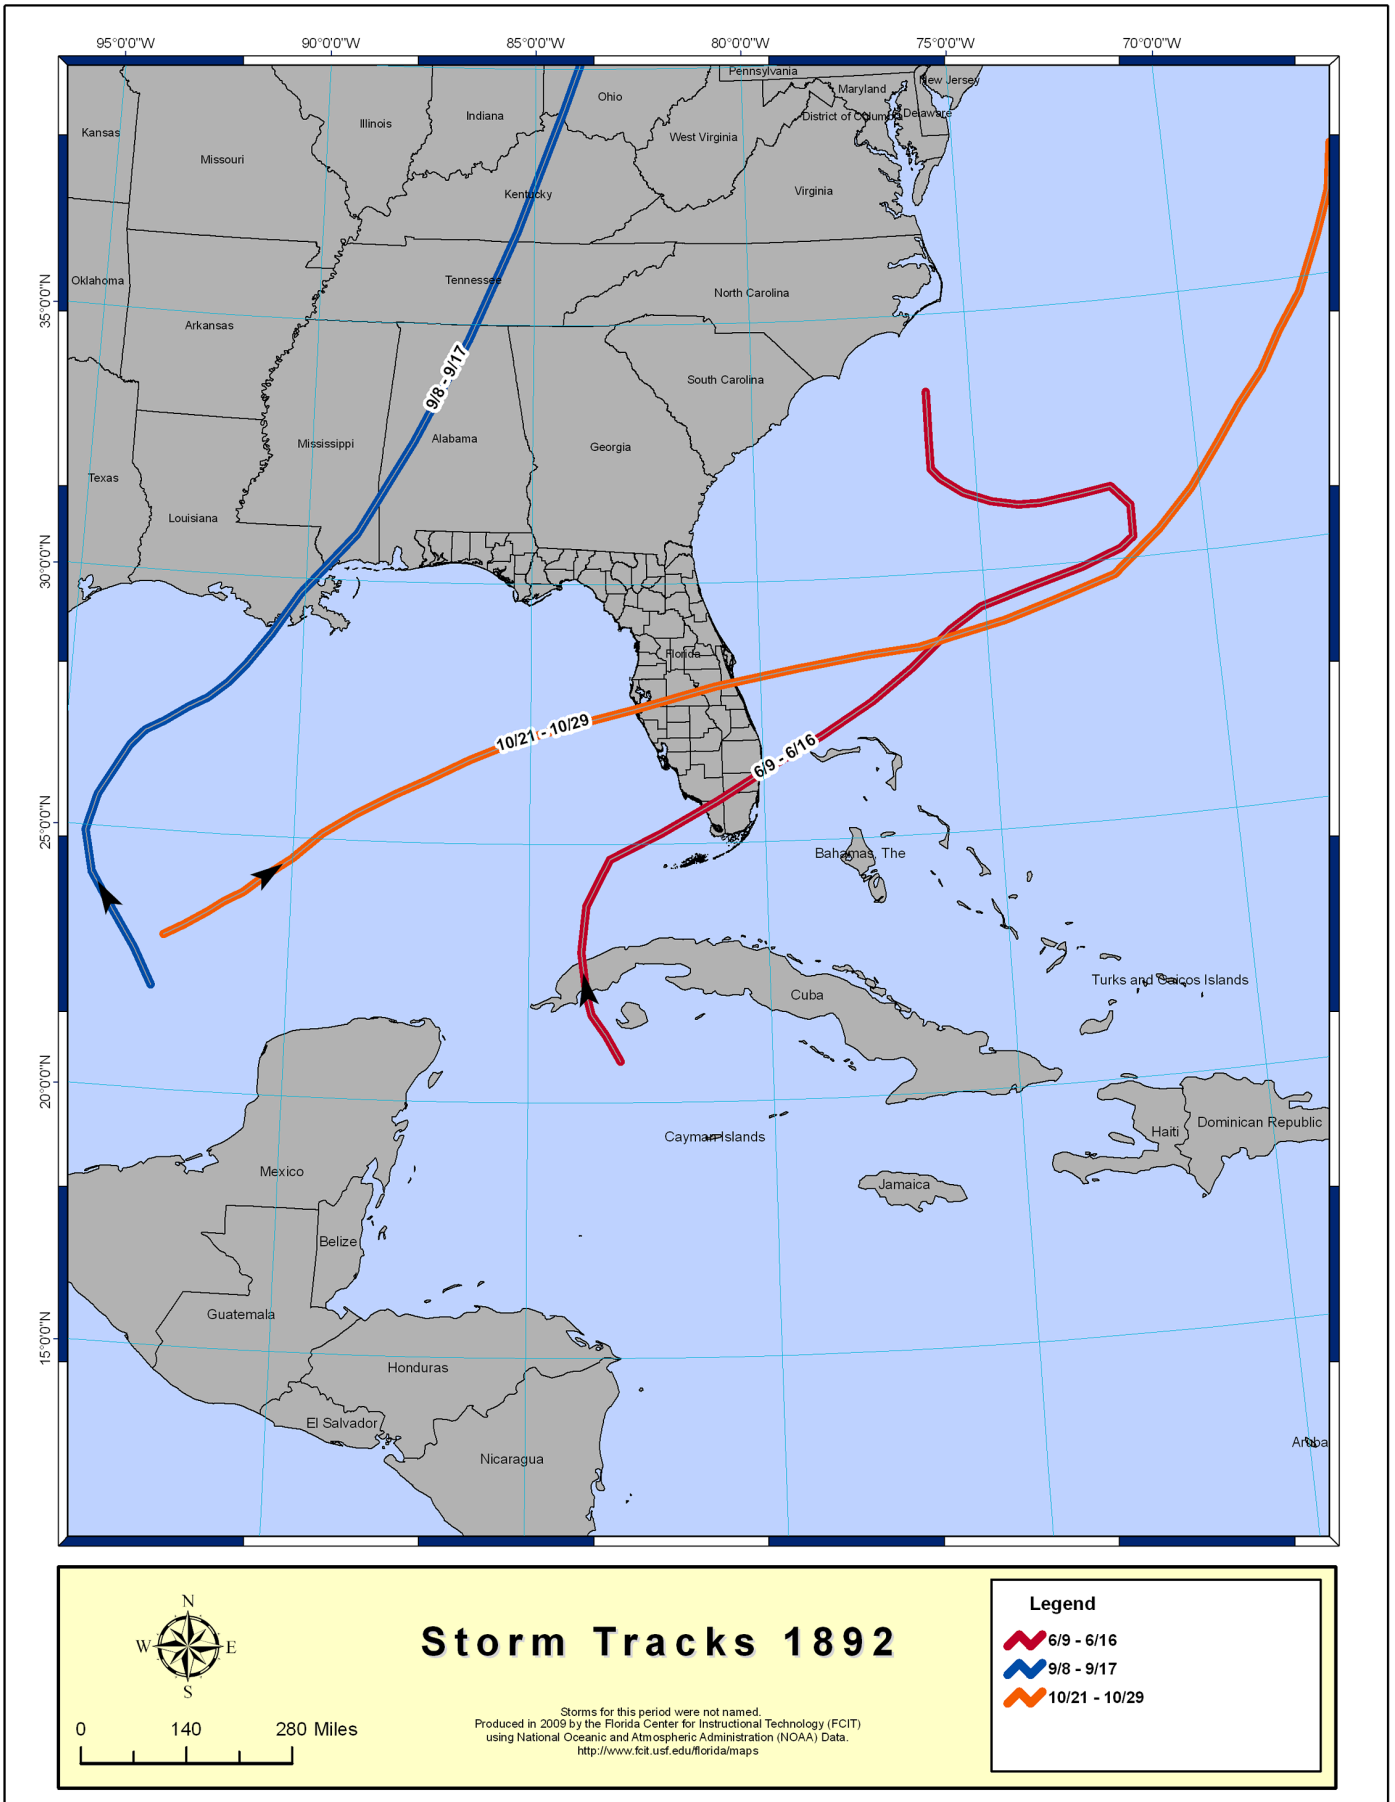 95°0'0"W 90°0'0"W 85°0'0"W 80°0'0"W 75°0'0"W 70°0'0"W
Pennsylvania
New Jersey
Maryland
Ohio
Delaware
District of Columbia
Indiana
Illinois
Kansas
West Virginia
Missouri
Virginia
Kentucky
Oklahoma
Tennessee
North Carolina
35°0'0"N
Arkansas
9/8 - 9/17
South Carolina
Alabama
Mississippi
Georgia
Texas
Louisiana
30°0'0"N
Florida
10/21 - 10/29
6/9 - 6/16
25°0'0"N
Bahamas, The
Turks and Caicos Islands
Cuba
20°0'0"N
Dominican Republic
Haiti
Cayman Islands
Mexico
Jamaica
Belize
Guatemala
15°0'0"N
Honduras
El Salvador
Aruba
Nicaragua
N
W E
S
0 140 280 Miles
Storm Tracks 1892
Storms for this period were not named.
Produced in 2009 by the Florida Center for Instructional Technology (FCIT)
using National Oceanic and Atmospheric Administration (NOAA) Data.
http://www.fcit.usf.edu/florida/maps
Legend
6/9 - 6/16
9/8 - 9/17
10/21 - 10/29